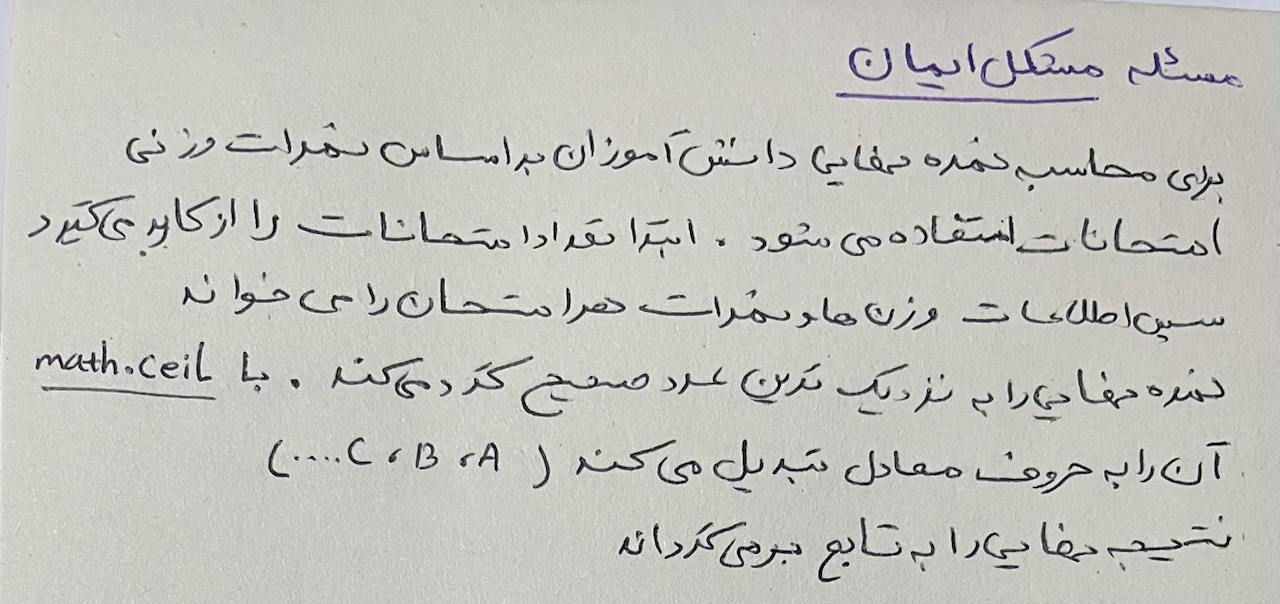 مسئله مشکل ایمان
برای محاسبه نمره نهایی دانش آموزان براساس نمرات وزنی
امتحانات استفاده می شود . ابتدا تعداد امتحانات را از کاربر می گیرد
سپس اطلاعات وزن ها و نمرات هر امتحان را می خواند
نمره نهایی را به نزدیک ترین عدد صحیح گرد می کند . با math.ceil
آن را به حروف معادل تبدیل می کند ( A ، B ، C .... )
نتیجه نهایی را به تابع بر می گرداند